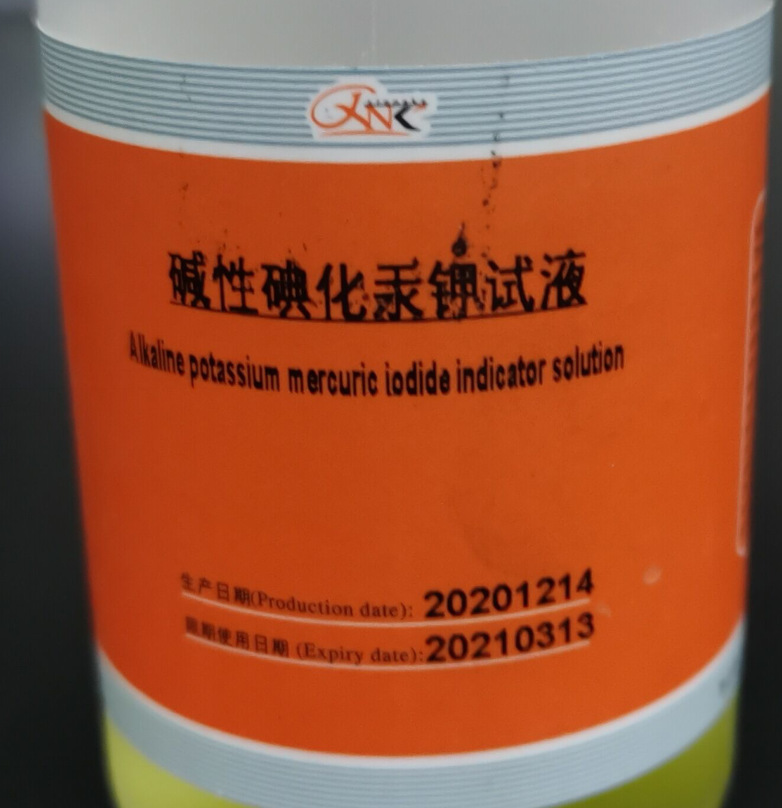 碱性碘化汞钾试液
Alkaline potassium mercuric iodide indicator solution
生产日期(Production date): 20201214
限期使用日期 (Expiry date):20210313